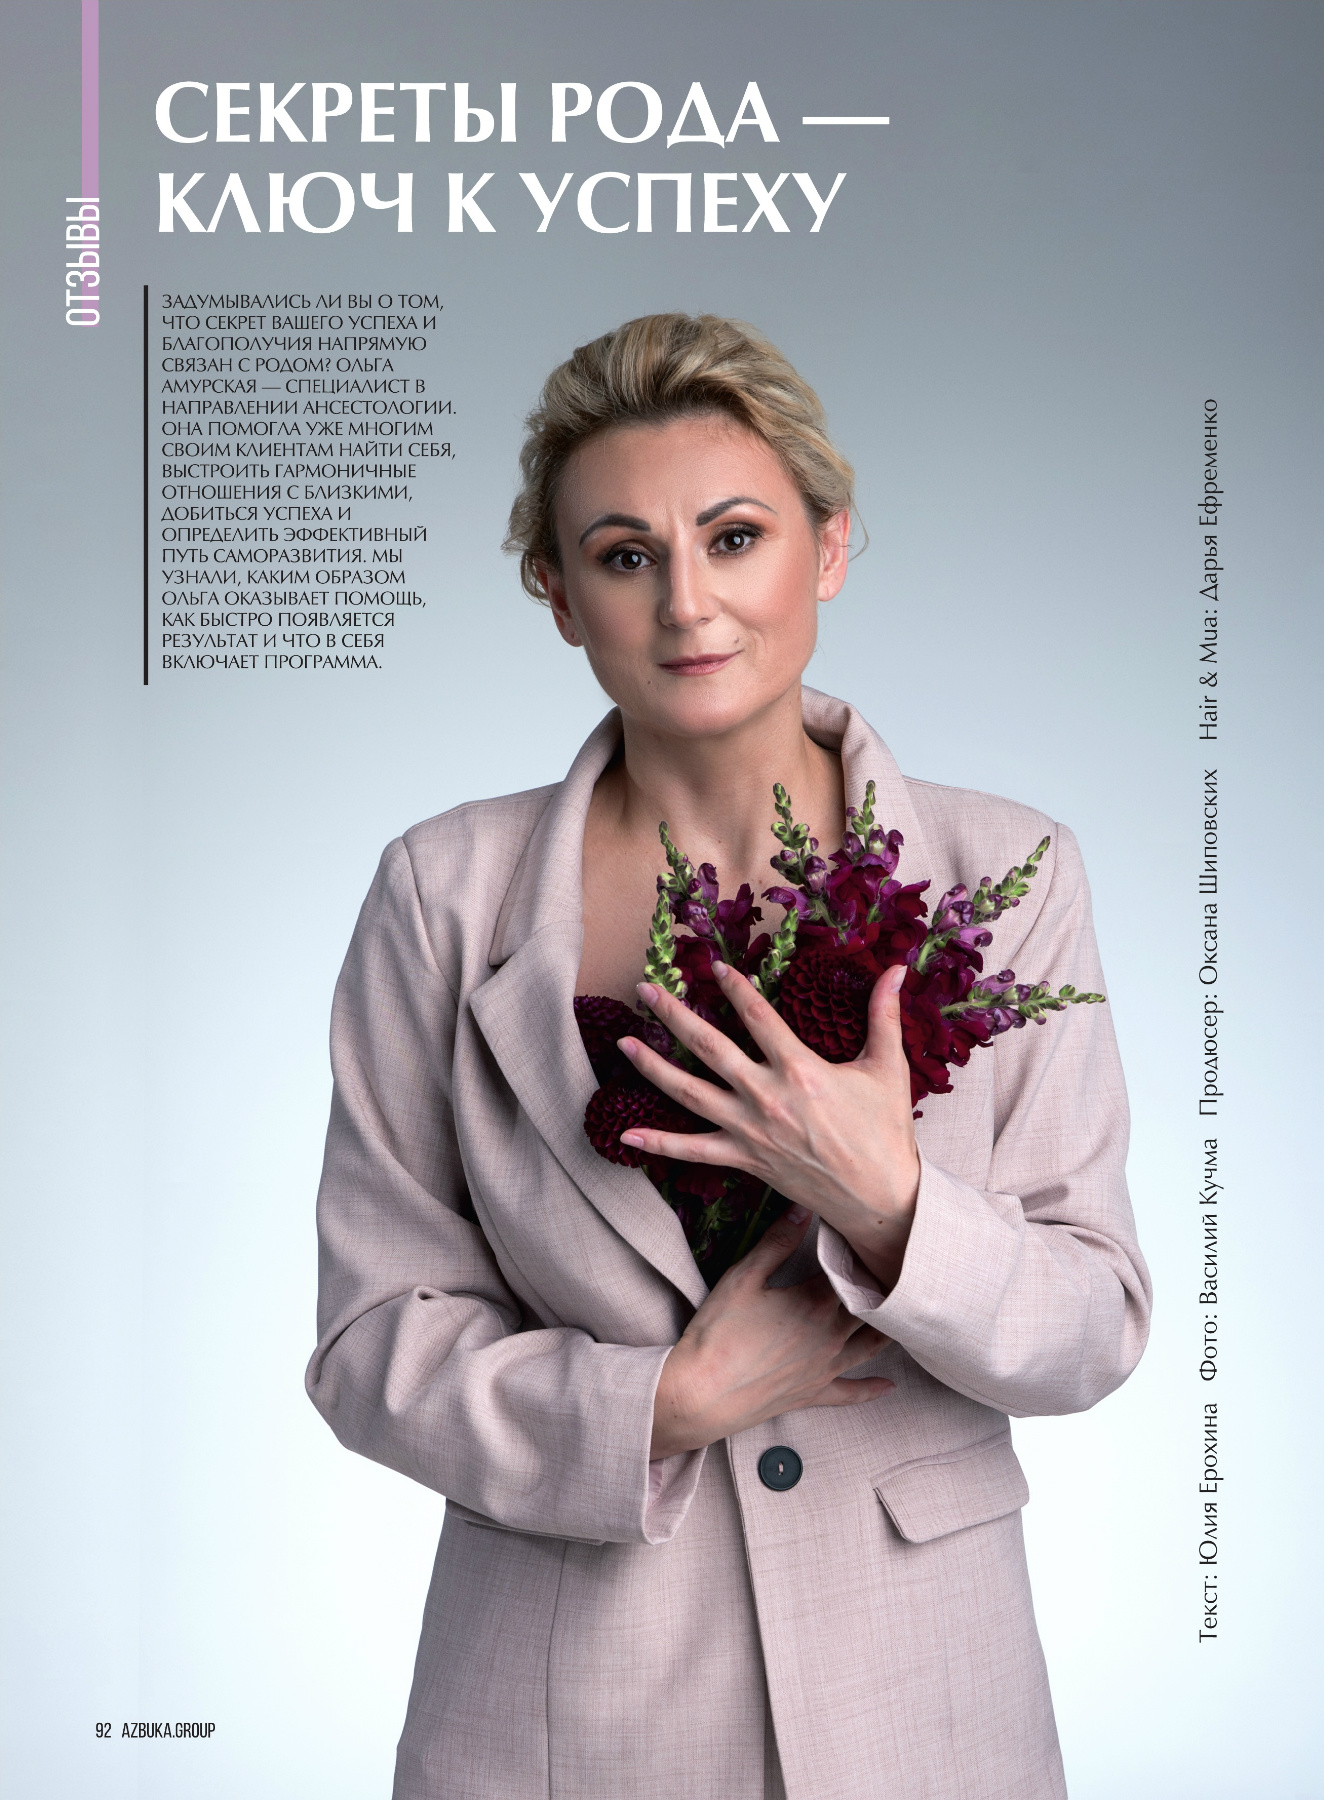 ОТЗЫВЫ
СЕКРЕТЫ РОДА —
КЛЮЧ К УСПЕХУ
ЗАДУМЫВАЛИСЬ ЛИ ВЫ О ТОМ,
ЧТО СЕКРЕТ ВАШЕГО УСПЕХА И
БЛАГОПОЛУЧИЯ НАПРЯМУЮ
СВЯЗАН С РОДОМ? ОЛЬГА
АМУРСКАЯ — СПЕЦИАЛИСТ В
НАПРАВЛЕНИИ АНСЕСТОЛОГИИ.
ОНА ПОМОГЛА УЖЕ МНОГИМ
СВОИМ КЛИЕНТАМ НАЙТИ СЕБЯ,
ВЫСТРОИТЬ ГАРМОНИЧНЫЕ
ОТНОШЕНИЯ С БЛИЗКИМИ,
ДОБИТЬСЯ УСПЕХА И
ОПРЕДЕЛИТЬ ЭФФЕКТИВНЫЙ
ПУТЬ САМОРАЗВИТИЯ. МЫ
УЗНАЛИ, КАКИМ ОБРАЗОМ
ОЛЬГА ОКАЗЫВАЕТ ПОМОЩЬ,
КАК БЫСТРО ПОЯВЛЯЕТСЯ
РЕЗУЛЬТАТ И ЧТО В СЕБЯ
ВКЛЮЧАЕТ ПРОГРАММА.
Текст: Юлия Ерохина Фото: Василий Кучма Продюсер: Оксана Шиповских Hair & Mua: Дарья Ефременко
92 AZBUKA.GROUP